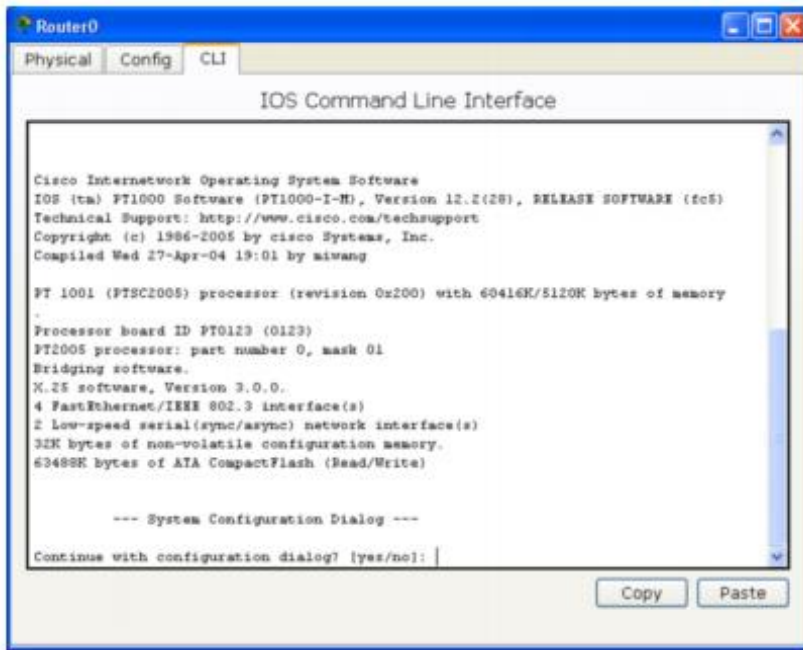 Router0
Physical Config CLI
IOS Command Line Interface
Cisco Internetwork Operating System Software
IOS (tm) PT1000 Software (PT1000-I-M), Version 12.2(28), RELEASE SOFTWARE (fc5)
Technical Support: http://www.cisco.com/techsupport
Copyright (c) 1986-2005 by cisco Systems, Inc.
Compiled Wed 27-Apr-04 19:01 by miwang
PT 1001 (PTSC2005) processor (revision 0x200) with 60416K/5120K bytes of memory
.
Processor board ID PT0123 (0123)
PT2005 processor: part number 0, mask 01
Bridging software.
X.25 software, Version 3.0.0.
4 FastEthernet/IEEE 802.3 interface(s)
2 Low-speed serial(sync/async) network interface(s)
32K bytes of non-volatile configuration memory.
63488K bytes of ATA CompactFlash (Read/Write)
--- System Configuration Dialog ---
Continue with configuration dialog? [yes/no]:
Copy Paste